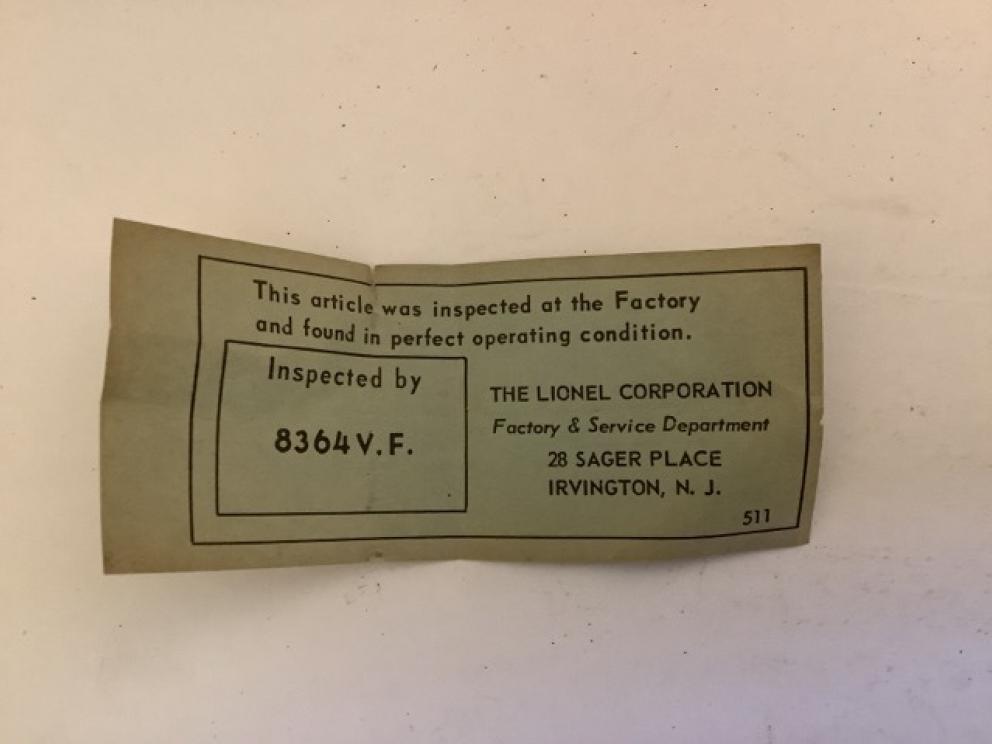 This article was inspected at the Factory
and found in perfect operating condition.
Inspected by
8364 V. F.
THE LIONEL CORPORATION
Factory & Service Department
28 SAGER PLACE
IRVINGTON, N. J.
511